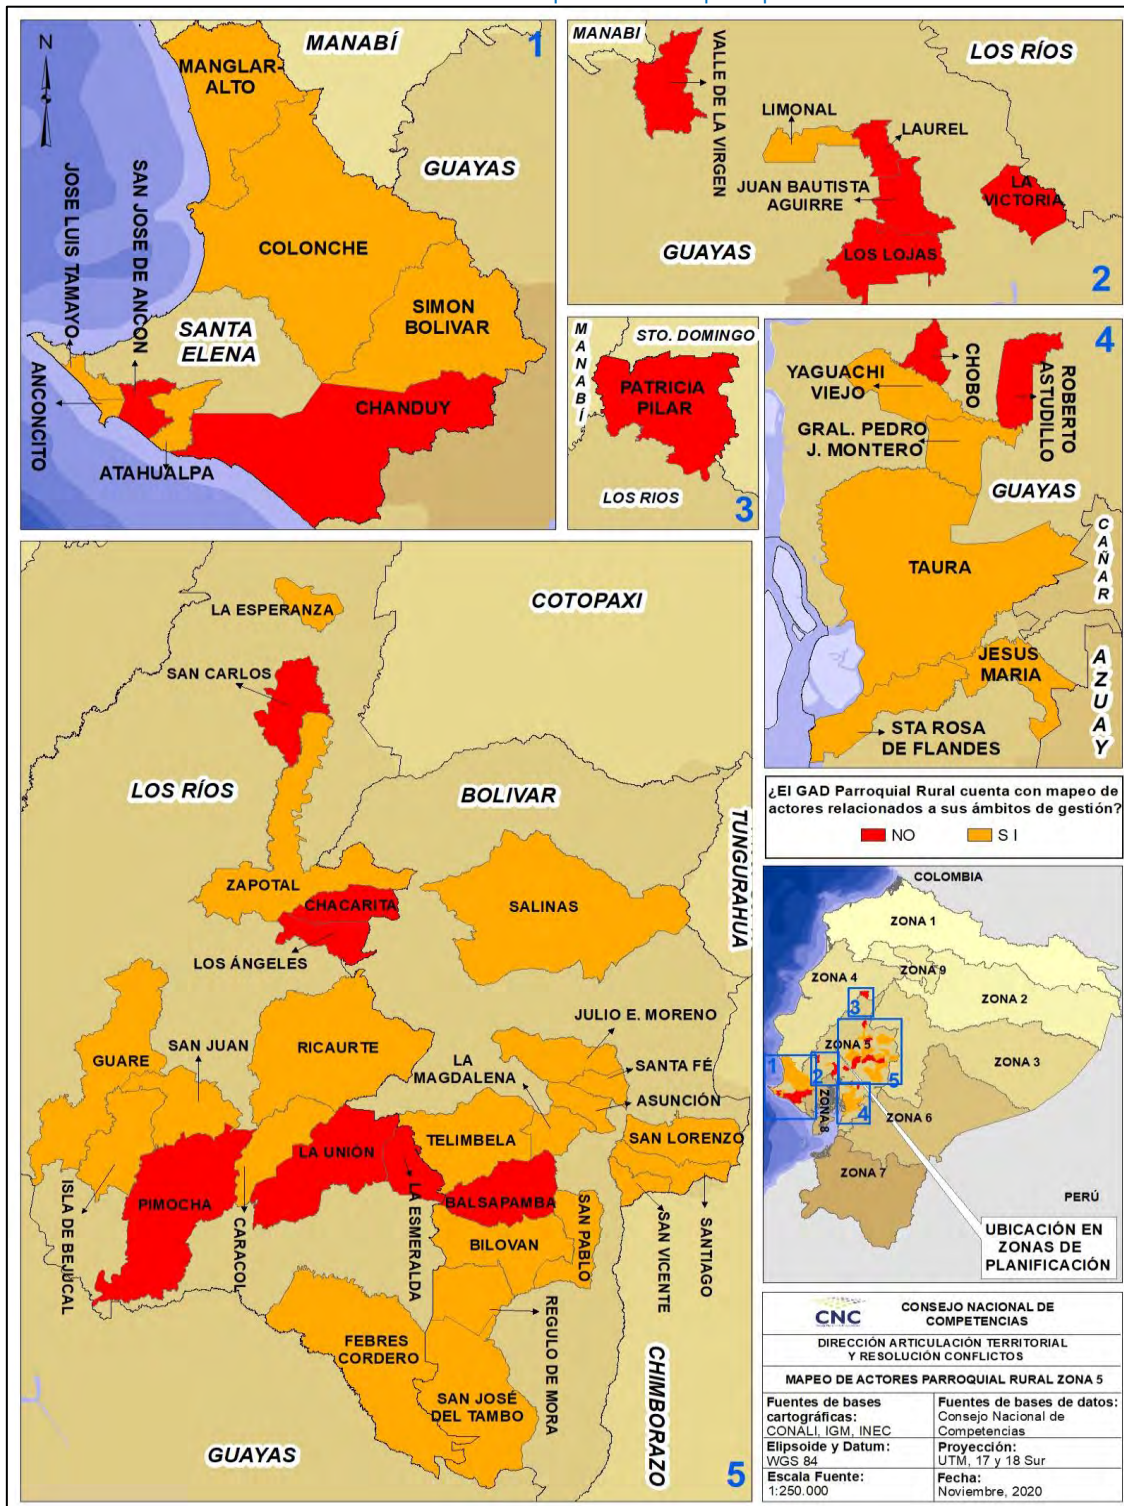 N
1
MANABÍ
MANGLAR-
ALTO
GUAYAS
COLONCHE
SIMON
BOLIVAR
JOSE LUIS TAMAYO
SAN JOSE DE ANCON
SANTA
ELENA
ANCONCITO
CHANDUY
ATAHUALPA
MANABI
VALLE DE LA VIRGEN
LOS RÍOS
LIMONAL
LAUREL
JUAN BAUTISTA
AGUIRRE
LA
VICTORIA
GUAYAS
LOS LOJAS
2
MANABÍ
STO. DOMINGO
PATRICIA
PILAR
LOS RIOS
3
4
CHOBO
YAGUACHI
VIEJO
ROBERTO
ASTUDILLO
GRAL. PEDRO
J. MONTERO
GUAYAS
CAÑAR
TAURA
JESUS
MARIA
AZUAY
STA ROSA
DE FLANDES
LA ESPERANZA
COTOPAXI
SAN CARLOS
LOS RÍOS
BOLIVAR
TUNGURAHUA
ZAPOTAL
CHACARITA
SALINAS
LOS ÁNGELES
GUARE
SAN JUAN
RICAURTE
JULIO E. MORENO
LA
MAGDALENA
SANTA FÉ
ASUNCIÓN
TELIMBELA
SAN LORENZO
LA UNIÓN
ISLA DE BEJUCAL
PIMOCHA
CARACOL
LA ESMERALDA
BALSAPAMBA
SAN PABLO
BILOVAN
SAN VICENTE
SANTIAGO
REGULO DE MORA
FEBRES
CORDERO
SAN JOSÉ
DEL TAMBO
CHIMBORAZO
GUAYAS
5
¿El GAD Parroquial Rural cuenta con mapeo de
actores relacionados a sus ámbitos de gestión?
NO
S I
COLOMBIA
ZONA 1
ZONA 4
ZONA 9
ZONA 2
3
ZONA 5
ZONA 3
1
2
5
ZONA 8
4
ZONA 6
ZONA 7
PERÚ
UBICACIÓN EN
ZONAS DE
PLANIFICACIÓN
CNC
CONSEJO NACIONAL DE
COMPETENCIAS
DIRECCIÓN ARTICULACIÓN TERRITORIAL
Y RESOLUCIÓN CONFLICTOS
MAPEO DE ACTORES PARROQUIAL RURAL ZONA 5
Fuentes de bases
cartográficas:
CONALI, IGM, INEC
Fuentes de bases de datos:
Consejo Nacional de
Competencias
Elipsoide y Datum:
WGS 84
Proyección:
UTM, 17 y 18 Sur
Escala Fuente:
1:250.000
Fecha:
Noviembre, 2020